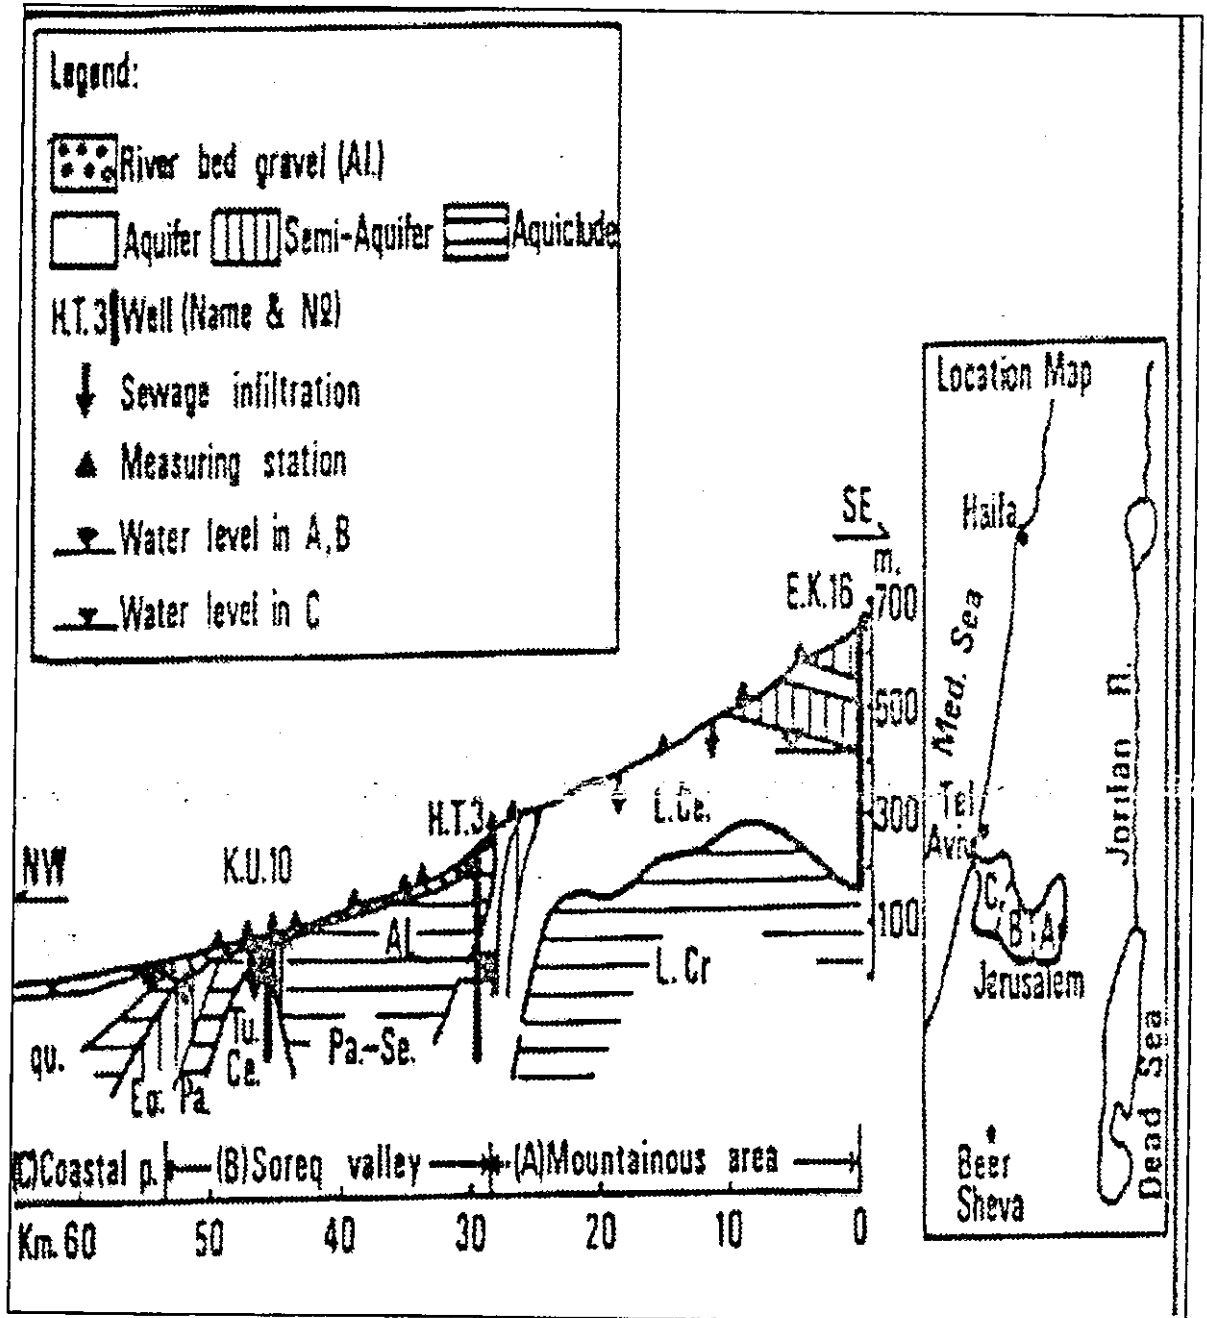 Legend:
River bed gravel (Al.)
Aquifer Semi-Aquifer Aquiclude
H.T.3 Well (Name & Nº)
Sewage infiltration
Measuring station
Water level in A,B
Water level in C
Location Map
Haifa
Med. Sea
Jordan R.
Tel
Aviv
C.
B
A
Jerusalem
Dead Sea
Beer
Sheva
SE
m.
E.K.16
700
500
300
100
L.Ce.
H.T.3
NW
K.U.10
Al.
L.Cr
qu.
Tu.
Ce.
Pa.-Se.
Eo. Pa.
(C)Coastal p. (B)Soreq valley (A)Mountainous area
Km. 60 50 40 30 20 10 0